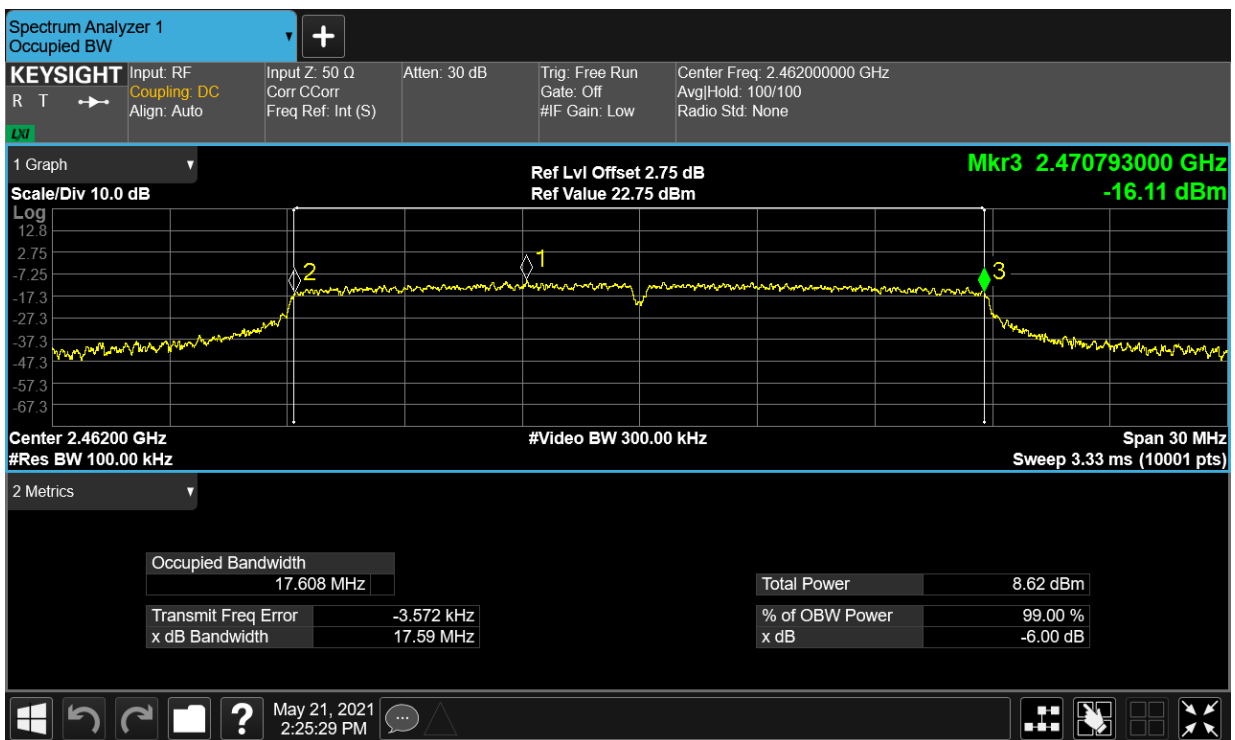 Spectrum Analyzer 1
Occupied BW
KEYSIGHT
R T
LXI
Input: RF
Coupling: DC
Align: Auto
Input Z: 50 Ω
Corr CCorr
Freq Ref: Int (S)
Atten: 30 dB
Trig: Free Run
Gate: Off
#IF Gain: Low
Center Freq: 2.462000000 GHz
Avg|Hold: 100/100
Radio Std: None
1 Graph
Scale/Div 10.0 dB
Ref Lvl Offset 2.75 dB
Ref Value 22.75 dBm
Mkr3 2.470793000 GHz
-16.11 dBm
Log
12.8
2.75
-7.25
-17.3
-27.3
-37.3
-47.3
-57.3
-67.3
2
1
3
Center 2.46200 GHz
#Video BW 300.00 kHz
Span 30 MHz
#Res BW 100.00 kHz
Sweep 3.33 ms (10001 pts)
2 Metrics
Occupied Bandwidth
17.608 MHz
Transmit Freq Error -3.572 kHz
x dB Bandwidth 17.59 MHz
Total Power 8.62 dBm
% of OBW Power 99.00 %
x dB -6.00 dB
May 21, 2021
2:25:29 PM